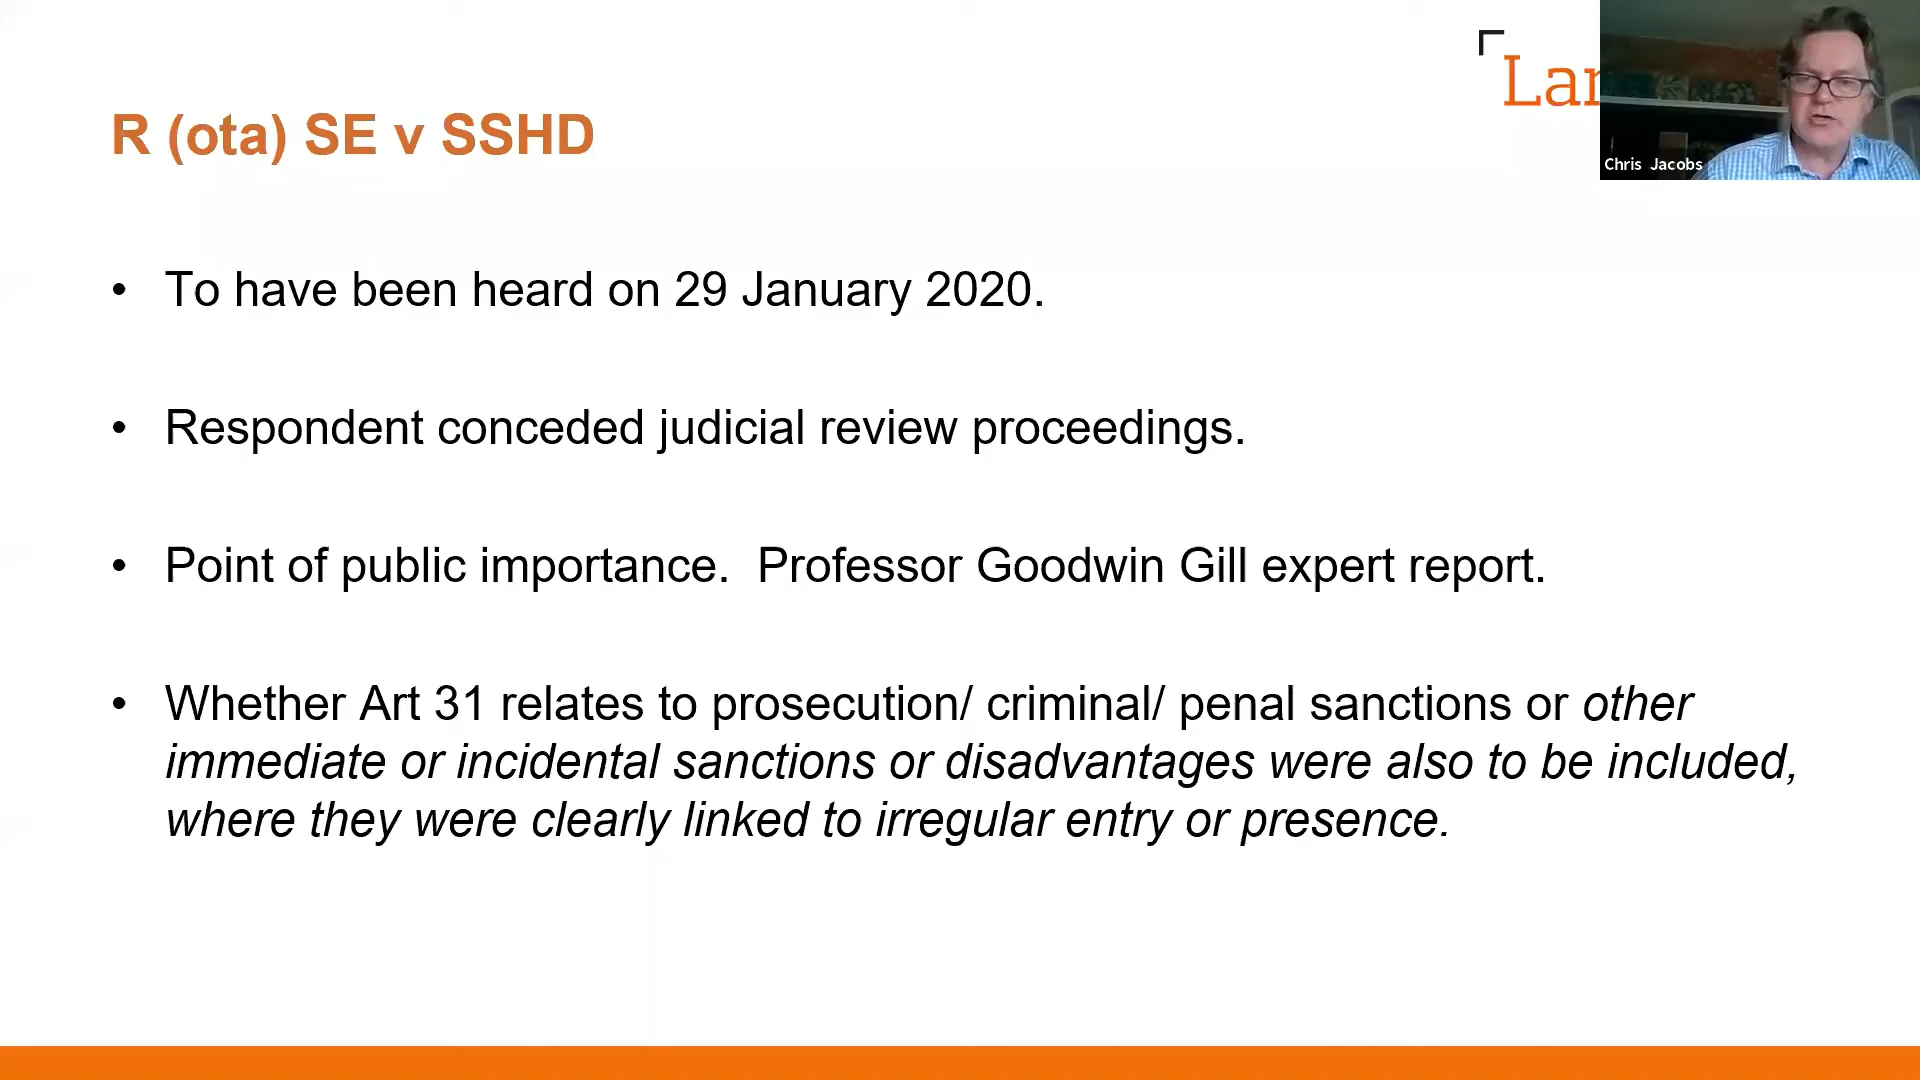 R (ota) SE v SSHD
Lan
Chris Jacobs
• To have been heard on 29 January 2020.
• Respondent conceded judicial review proceedings.
• Point of public importance.  Professor Goodwin Gill expert report.
• Whether Art 31 relates to prosecution/ criminal/ penal sanctions or other
immediate or incidental sanctions or disadvantages were also to be included,
where they were clearly linked to irregular entry or presence.